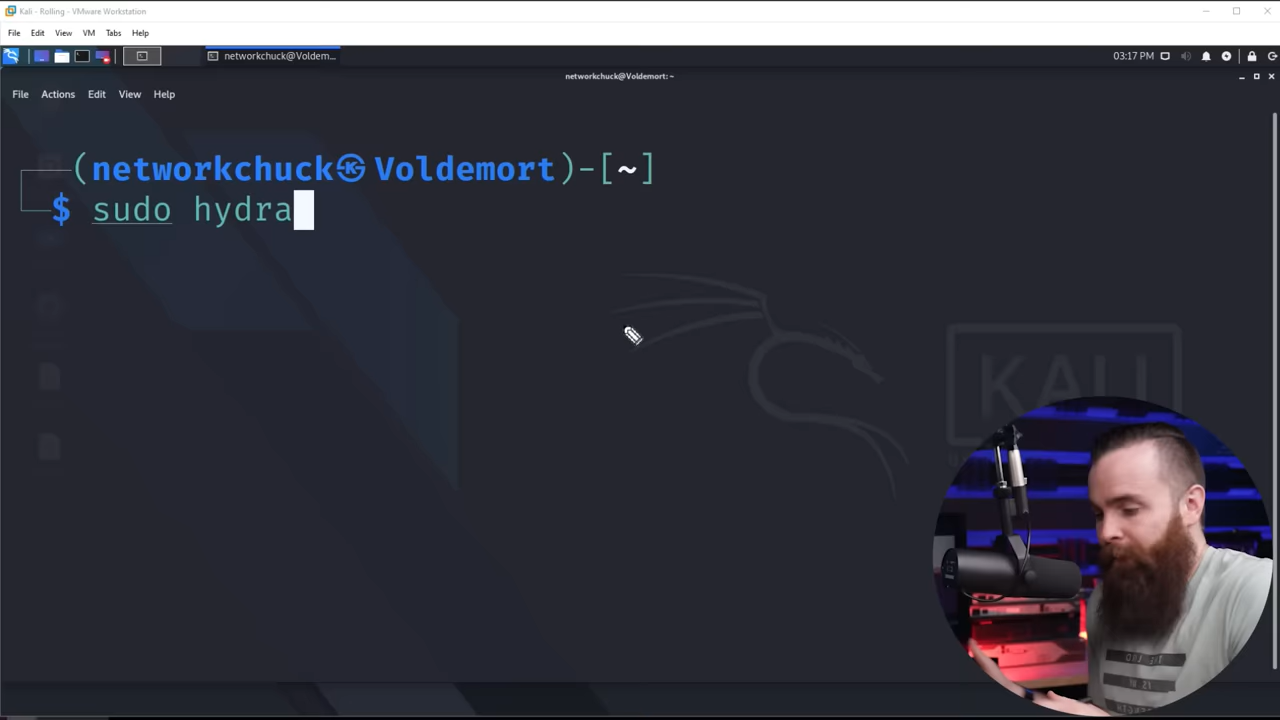 Kali - Rolling - VMware Workstation
File Edit View VM Tabs Help
networkchuck@Voldem...
03:17 PM
networkchuck@Voldemort: ~
File Actions Edit View Help
(networkchuck㉿Voldemort)-[~]
$ sudo hydra
KALI